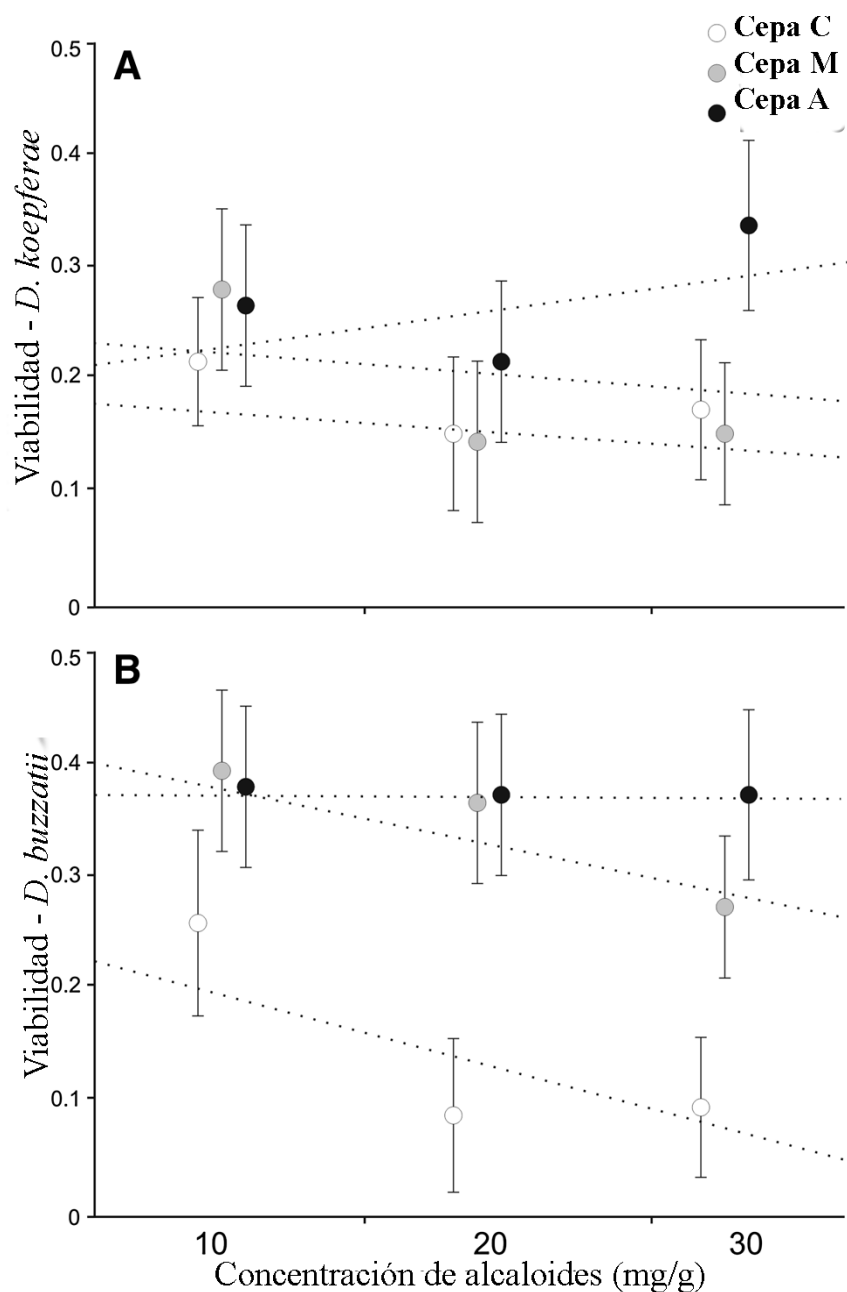 Cepa C
Cepa M
Cepa A
A
0.5
0.4
0.3
0.2
0.1
0
Viabilidad - D. koepferae
B
0.5
0.4
0.3
0.2
0.1
0
Viabilidad - D. buzzatii
10 20 30
Concentración de alcaloides (mg/g)